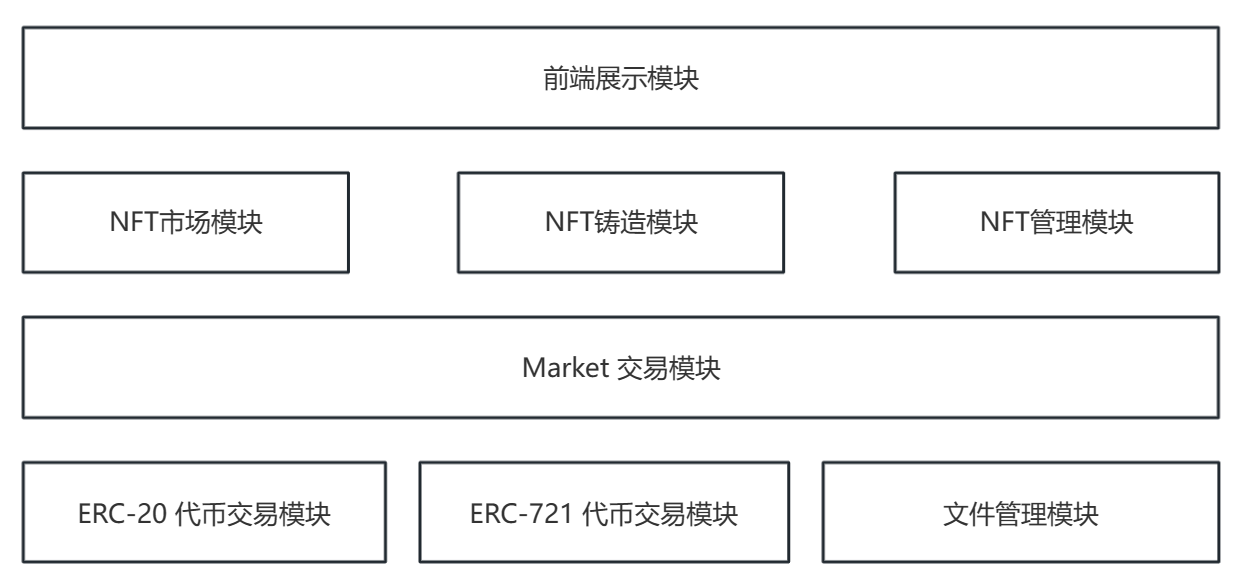 前端展示模块
NFT市场模块
NFT铸造模块
NFT管理模块
Market 交易模块
ERC-20 代币交易模块
ERC-721 代币交易模块
文件管理模块